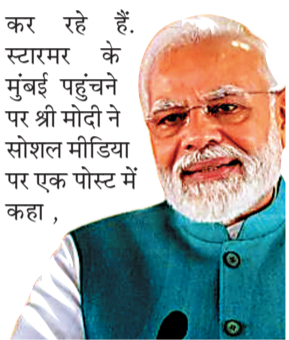 कर रहे हैं.
स्टारमर के
मुंबई पहुंचने
पर श्री मोदी ने
सोशल मीडिया
पर एक पोस्ट में
कहा ,